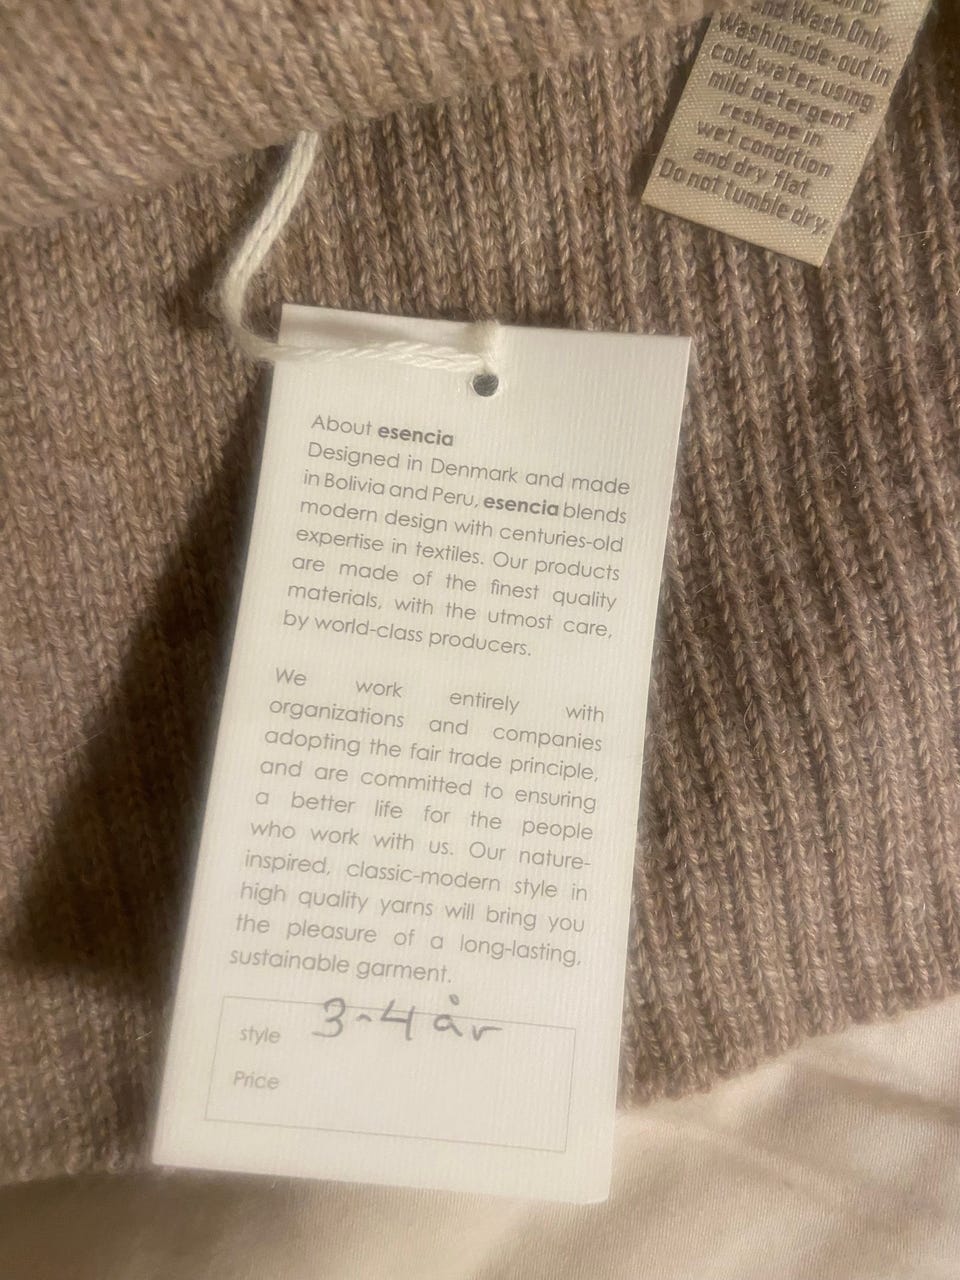 Wash Only
Wash inside-out in
cold water, using
mild detergent
reshape in
wet condition
and dry flat.
Do not tumble dry.
About esencia
Designed in Denmark and made
in Bolivia and Peru, esencia blends
modern design with centuries-old
expertise in textiles. Our products
are made of the finest quality
materials, with the utmost care,
by world-class producers.
We work entirely with
organizations and companies
adopting the fair trade principle,
and are committed to ensuring
a better life for the people
who work with us. Our nature-
inspired, classic-modern style in
high quality yarns will bring you
the pleasure of a long-lasting,
sustainable garment.
style 3-4 år
Price